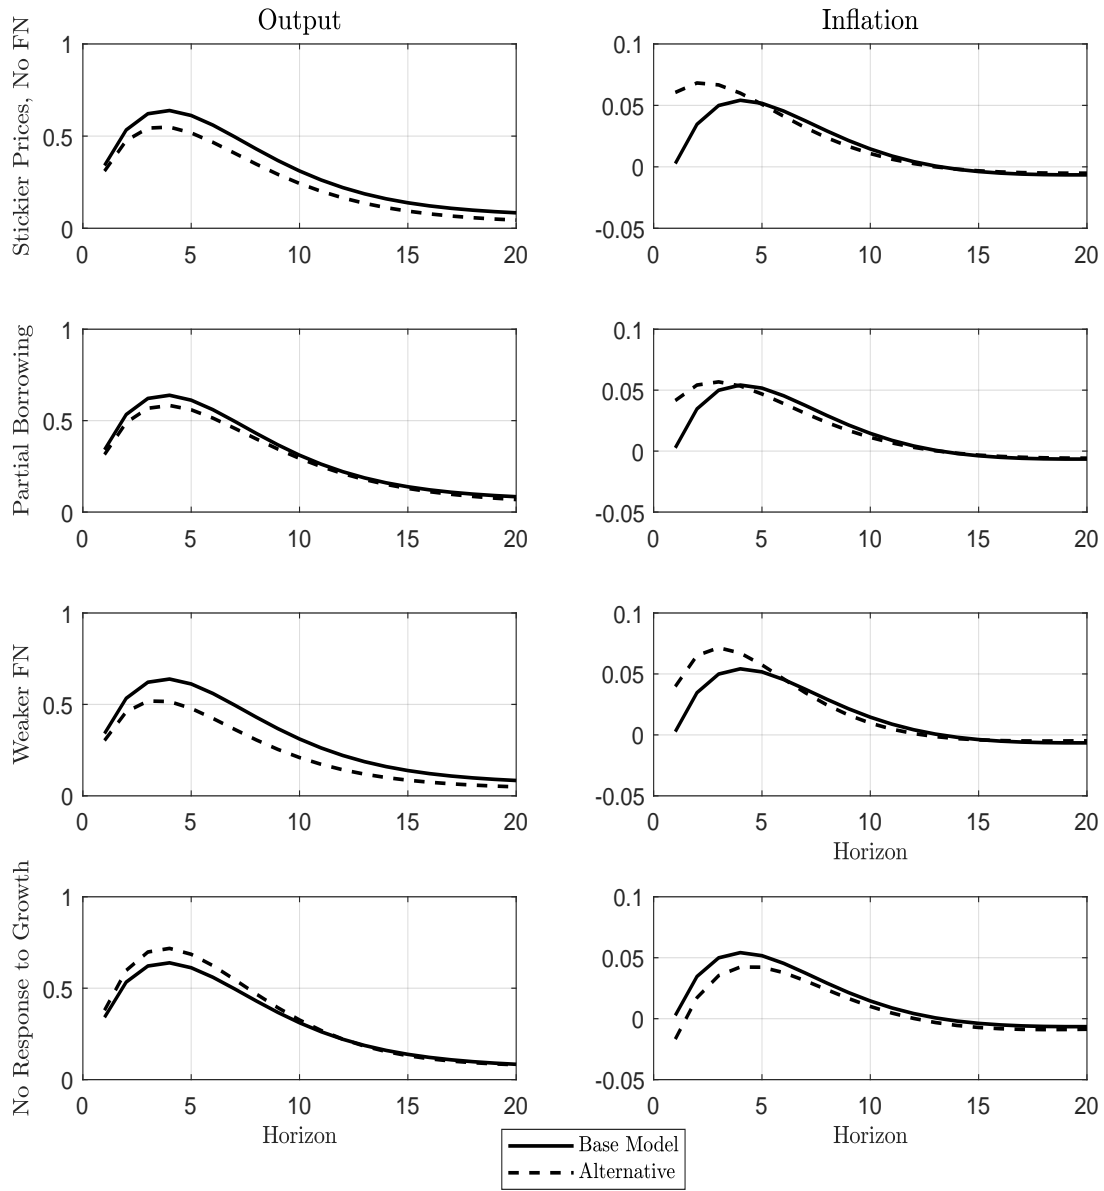 Output
Inflation
Stickier Prices, No FN
1
0.5
0
0 5 10 15 20
0.1
0.05
0
-0.05
0 5 10 15 20
Partial Borrowing
1
0.5
0
0 5 10 15 20
0.1
0.05
0
-0.05
0 5 10 15 20
Weaker FN
1
0.5
0
0 5 10 15 20
0.1
0.05
0
-0.05
0 5 10 15 20
Horizon
No Response to Growth
1
0.5
0
0 5 10 15 20
Horizon
0.1
0.05
0
-0.05
0 5 10 15 20
Horizon
Base Model
Alternative